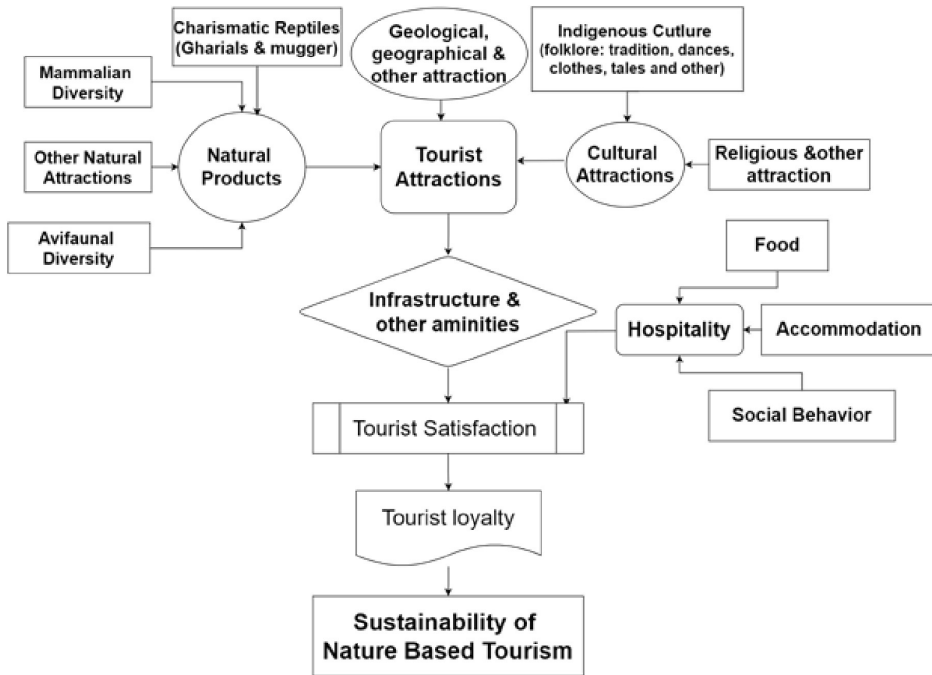 Charismatic Reptiles
(Gharials & mugger)
Geological,
geographical &
other attraction
Indigenous Cutlure
(folklore: tradition, dances,
clothes, tales and other)
Mammalian
Diversity
Other Natural
Attractions
Natural
Products
Tourist
Attractions
Cultural
Attractions
Religious &other
attraction
Avifaunal
Diversity
Food
Infrastructure &
other aminities
Hospitality
Accommodation
Social Behavior
Tourist Satisfaction
Tourist loyalty
Sustainability of
Nature Based Tourism